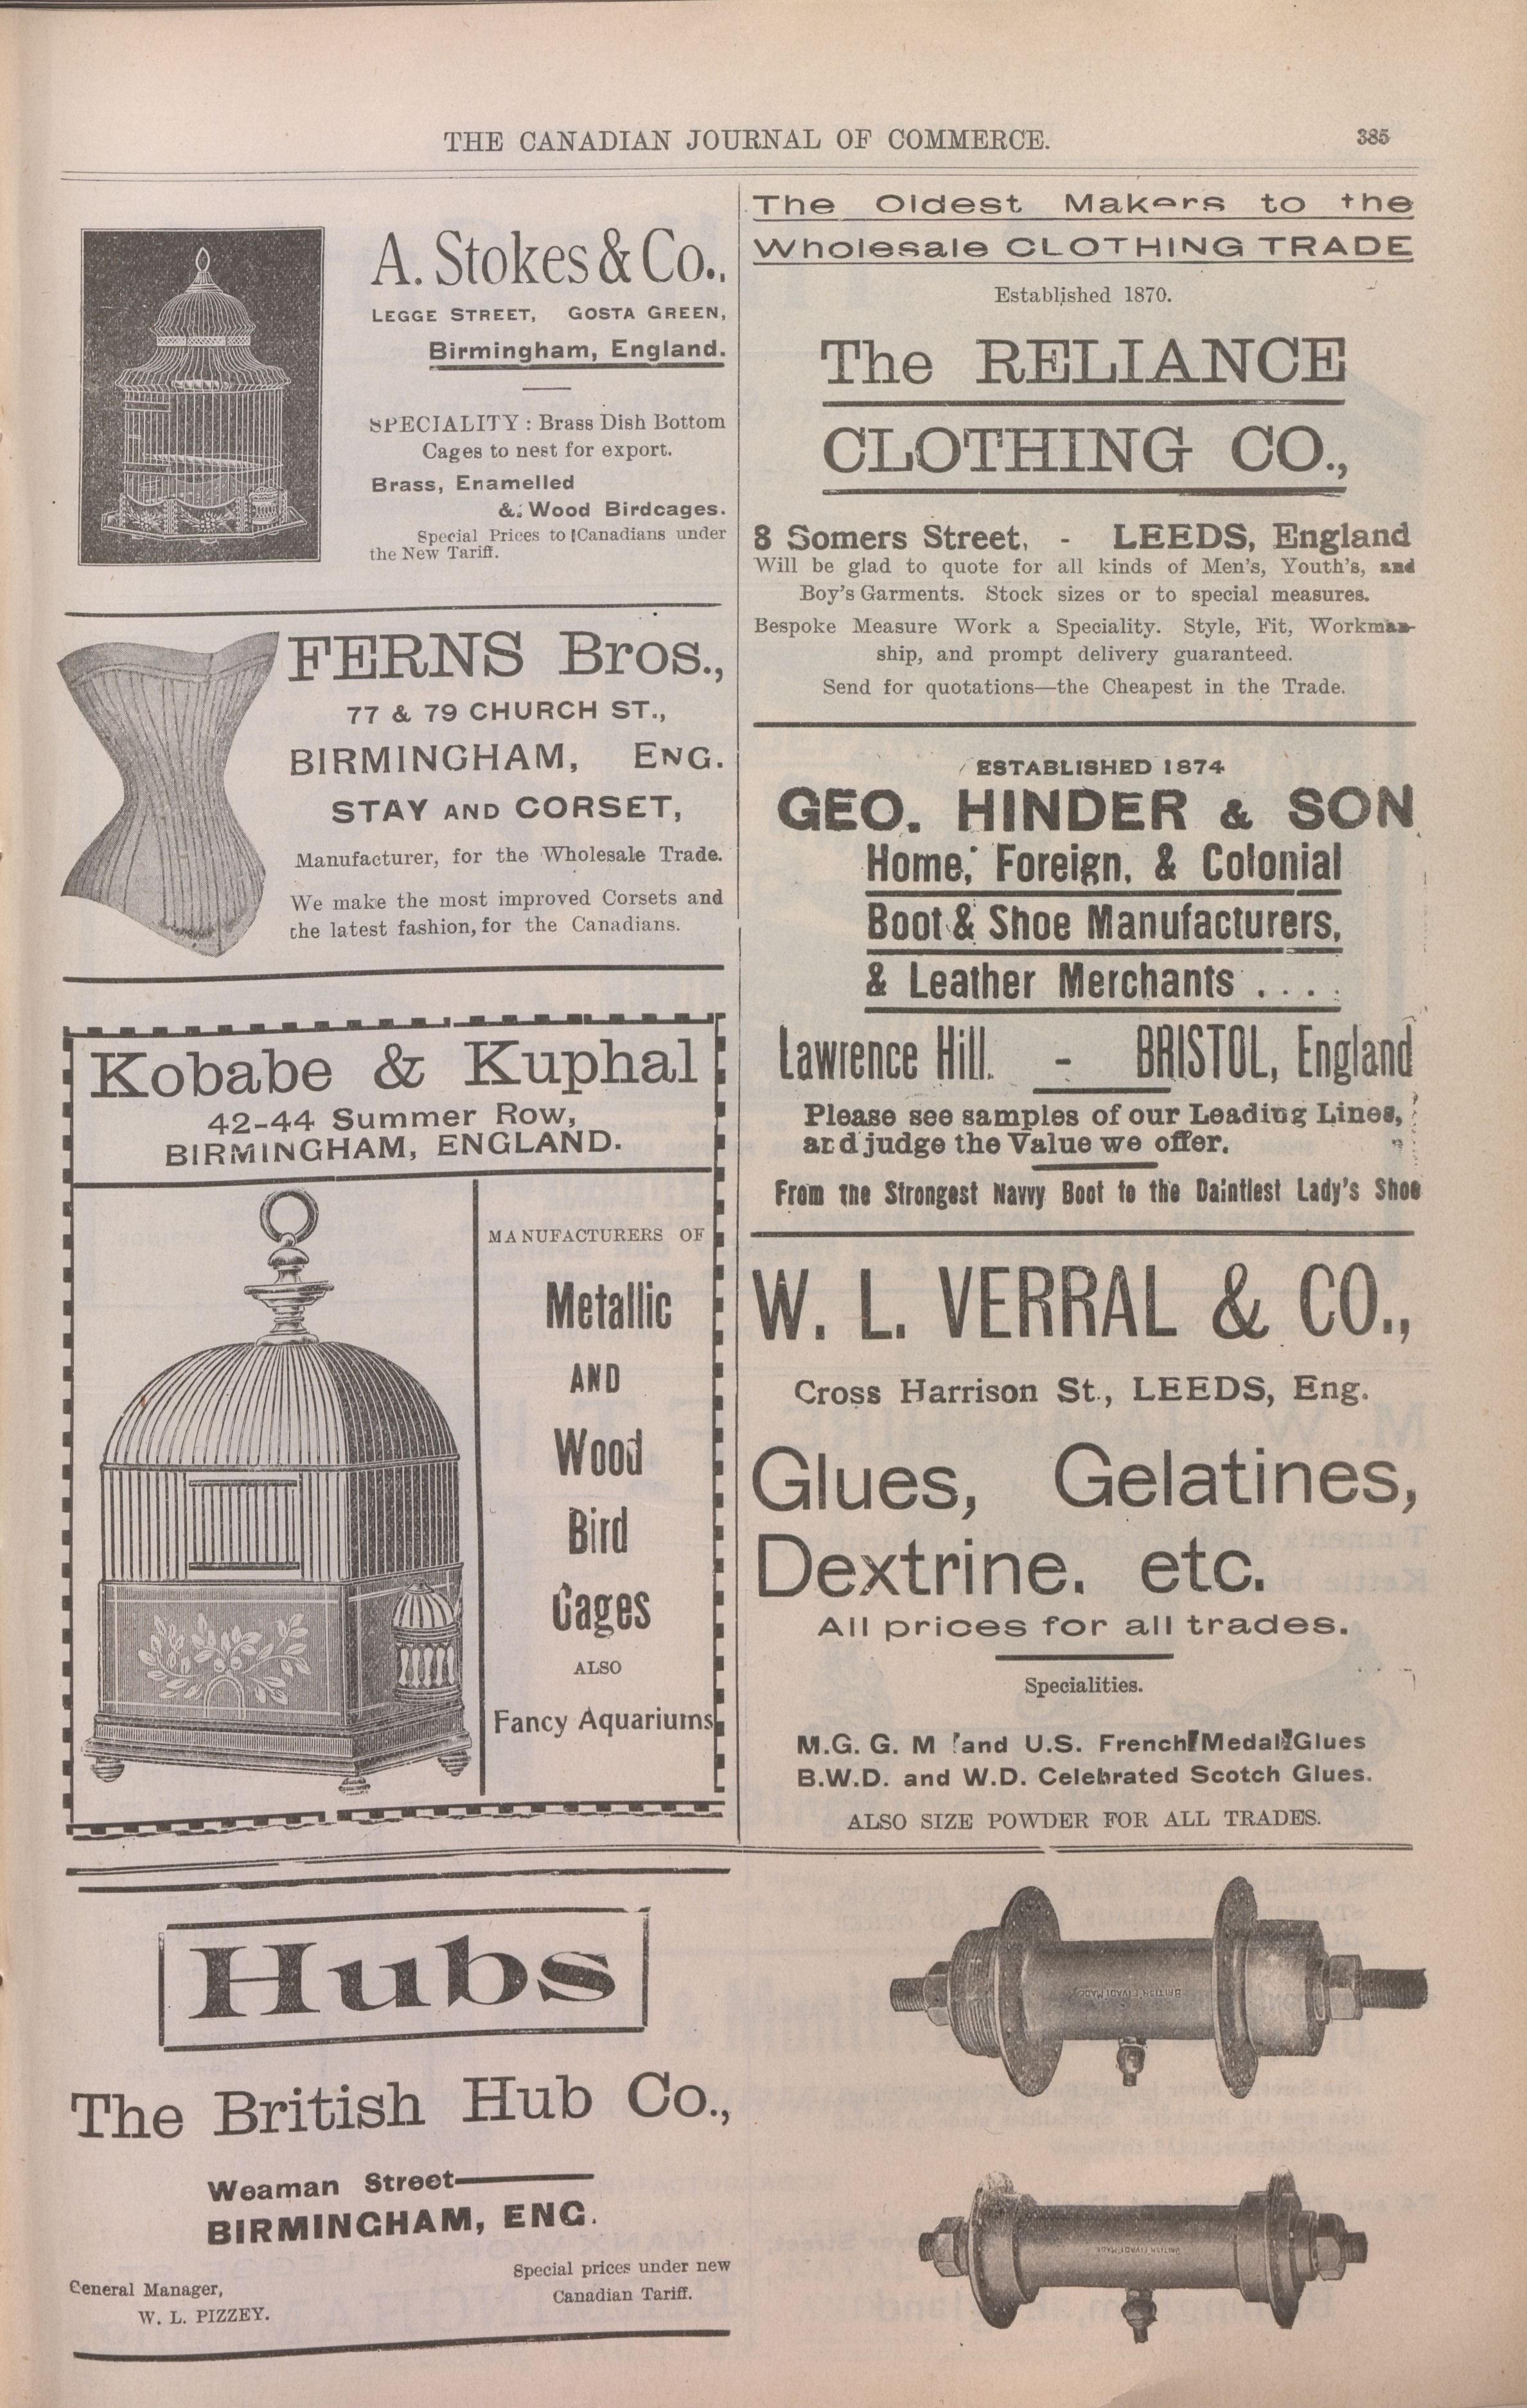 THE CANADIAN JOURNAL OF COMMERCE.
385
A. Stokes & Co.,
LEGGE STREET, GOSTA GREEN,
Birmingham, England.
SPECIALITY: Brass Dish Bottom
Cages to nest for export.
Brass, Enamelled
& Wood Birdcages.
Special Prices to Canadians under
the New Tariff.
FERNS Bros.,
77 & 79 CHURCH ST.,
BIRMINGHAM, ENG.
STAY AND CORSET,
Manufacturer, for the Wholesale Trade.
We make the most improved Corsets and
the latest fashion, for the Canadians.
Kobabe & Kuphal
42-44 Summer Row,
BIRMINGHAM, ENGLAND.
MANUFACTURERS OF
Metallic
AND
Wood
Bird
Cages
ALSO
Fancy Aquariums
The Oldest Makers to the
Wholesale CLOTHING TRADE
Established 1870.
The RELIANCE
CLOTHING CO.,
8 Somers Street, - LEEDS, England
Will be glad to quote for all kinds of Men's, Youth's, and
Boy's Garments. Stock sizes or to special measures.
Bespoke Measure Work a Speciality. Style, Fit, Workman-
ship, and prompt delivery guaranteed.
Send for quotations—the Cheapest in the Trade.
ESTABLISHED 1874
GEO. HINDER & SON
Home, Foreign, & Colonial
Boot & Shoe Manufacturers,
& Leather Merchants . . . .
Lawrence Hill. - BRISTOL, England
Please see samples of our Leading Lines,
and judge the Value we offer.
From the Strongest Navvy Boot to the Daintiest Lady's Shoe
W. L. VERRAL & CO.,
Cross Harrison St., LEEDS, Eng.
Glues, Gelatines,
Dextrine. etc.
All prices for all trades.
Specialities.
M.G. G. M and U.S. French Medal Glues
B.W.D. and W.D. Celebrated Scotch Glues.
ALSO SIZE POWDER FOR ALL TRADES.
Hubs
The British Hub Co.,
Weaman Street
BIRMINGHAM, ENG.
Special prices under new
Canadian Tariff.
General Manager,
W. L. PIZZEY.